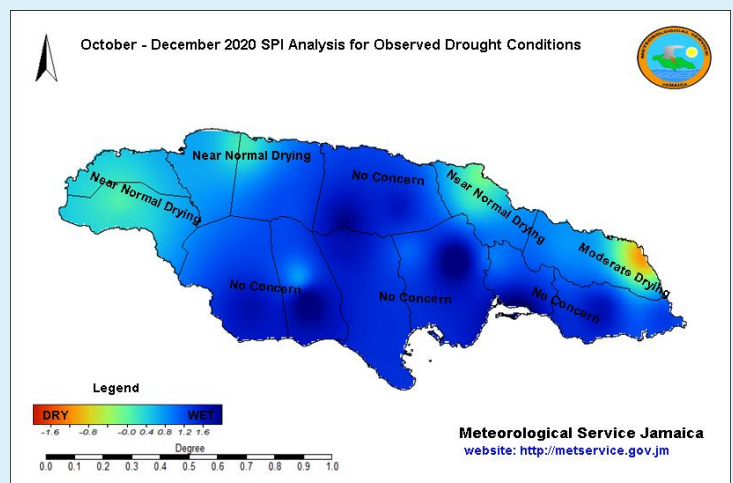 October - December 2020 SPI Analysis for Observed Drought Conditions
METEOROLOGICAL SERVICE
JAMAICA
Near Normal Drying
No Concern
Near Normal Drying
Near Normal Drying
Moderate Drying
No Concern
No Concern
No Concern
Legend
DRY WET
-1.6 -0.8 -0.0 0.4 0.8 1.2 1.6
Degree
0.0 0.1 0.2 0.3 0.4 0.5 0.6 0.7 0.8 0.9 1.0
Meteorological Service Jamaica
website: http://metservice.gov.jm